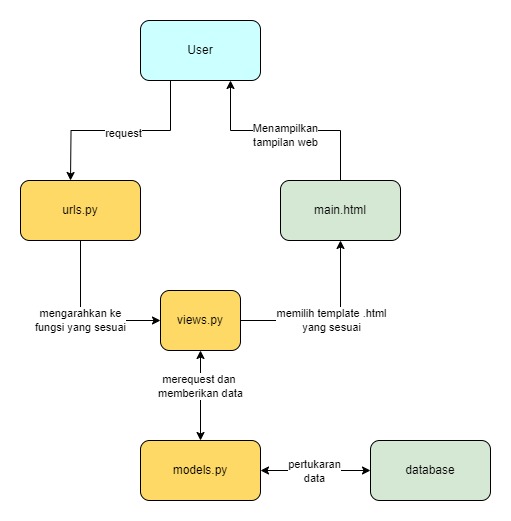 User
request
Menampilkan
tampilan web
urls.py
main.html
mengarahkan ke
fungsi yang sesuai
views.py
memilih template .html
yang sesuai
merequest dan
memberikan data
models.py
pertukaran
data
database